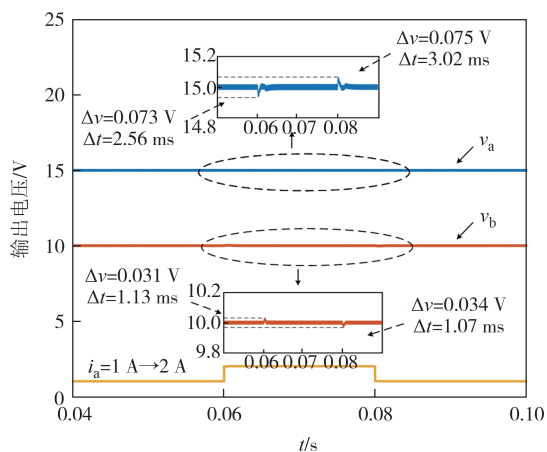 25
20
15
10
5
0
输出电压/V
15.2
15.0
14.8
0.06 0.07 0.08
Δv=0.075 V
Δt=3.02 ms
Δv=0.073 V
Δt=2.56 ms
va
vb
Δv=0.031 V
Δt=1.13 ms
10.2
10.0
9.8
0.06 0.07 0.08
Δv=0.034 V
Δt=1.07 ms
ia=1 A→2 A
0.04 0.06 0.08 0.10
t/s